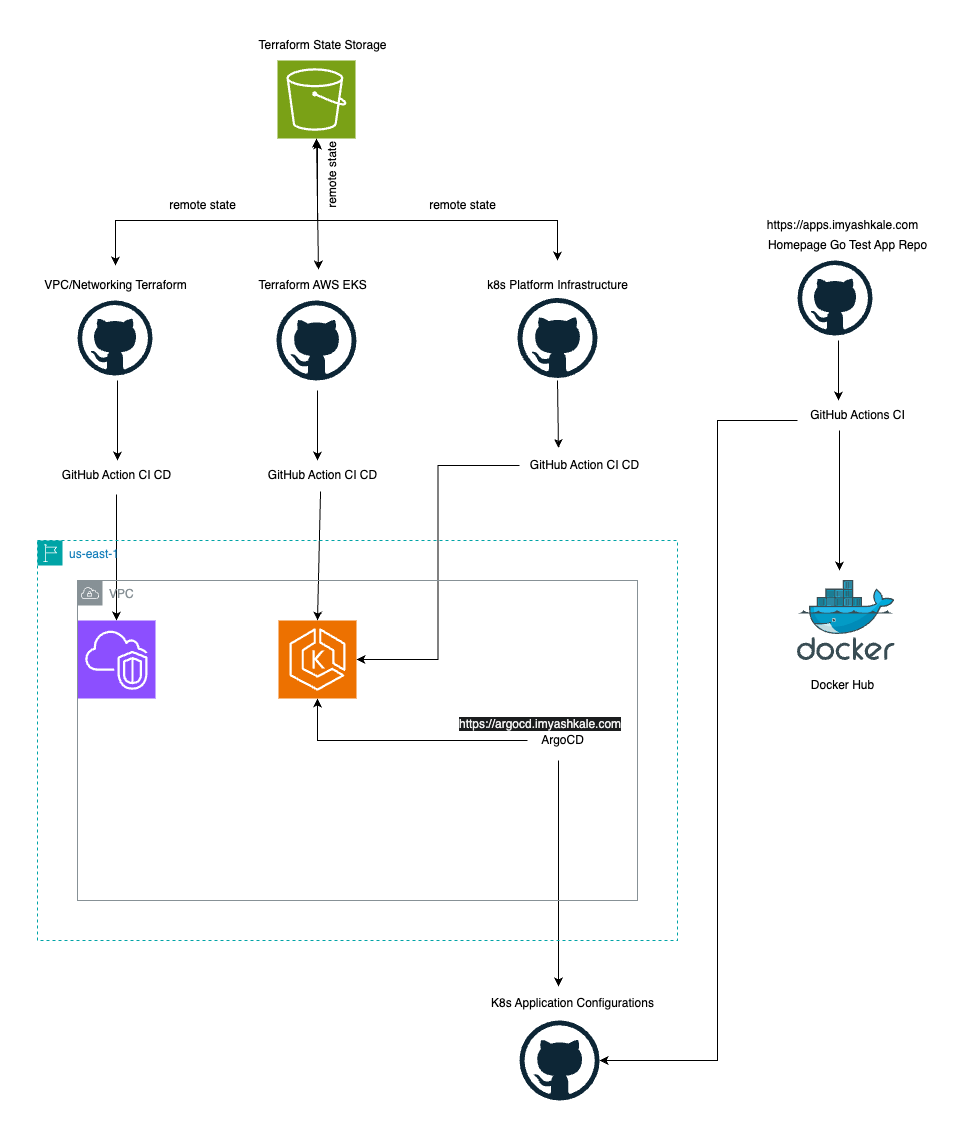 Terraform State Storage
remote state
remote state
remote state
https://apps.imyashkale.com
Homepage Go Test App Repo
VPC/Networking Terraform
Terraform AWS EKS
k8s Platform Infrastructure
GitHub Actions CI
GitHub Action CI CD
GitHub Action CI CD
GitHub Action CI CD
us-east-1
VPC
K
docker
Docker Hub
https://argocd.imyashkale.com
ArgoCD
K8s Application Configurations